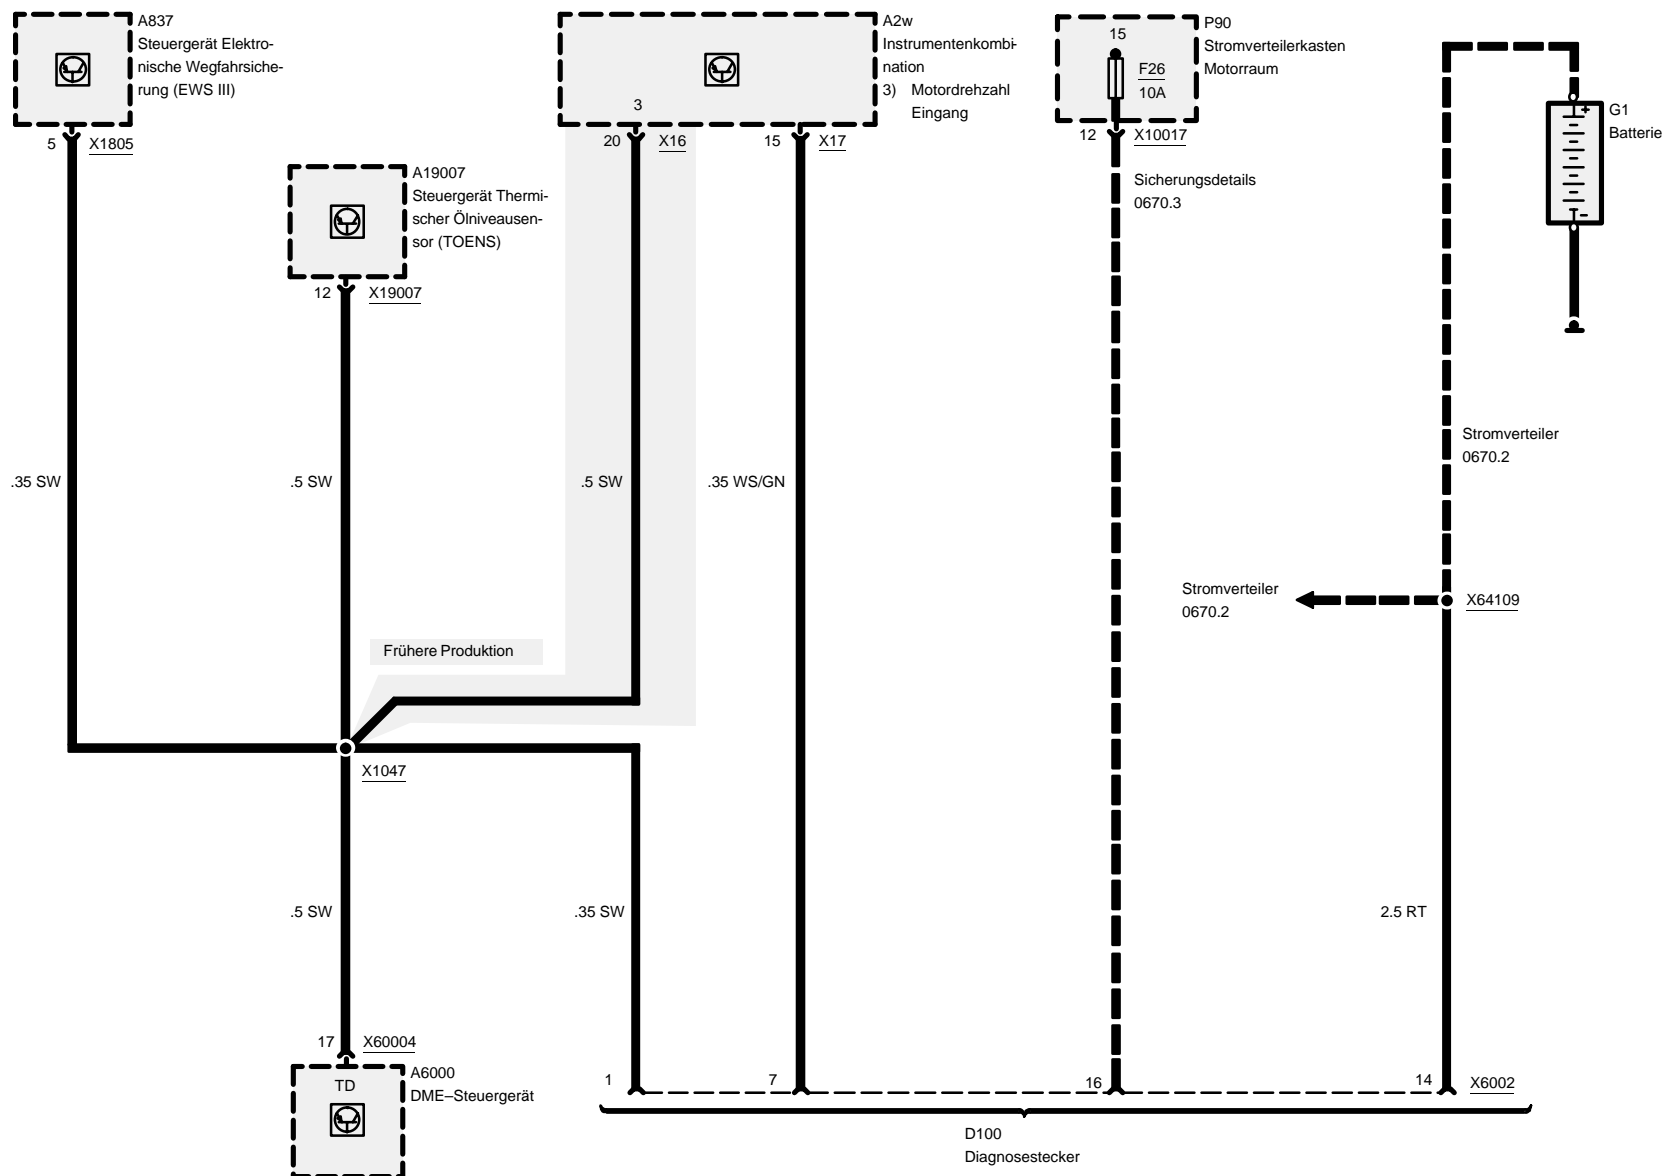 A837
Steuergerät Elektro-
nische Wegfahrsiche-
rung (EWS III)
5
X1805
A19007
Steuergerät Thermi-
scher Ölniveausen-
sor (TOENS)
12
X19007
A2w
Instrumentenkombi-
nation
3) Motordrehzahl
Eingang
3
20
X16
15
X17
P90
Stromverteilerkasten
Motorraum
15
F26
10A
12
X10017
Sicherungsdetails
0670.3
+
-
G1
Batterie
Stromverteiler
0670.2
.35 SW
.5 SW
.5 SW
.35 WS/GN
Stromverteiler
0670.2
X64109
Frühere Produktion
X1047
.5 SW
.35 SW
2.5 RT
17
X60004
A6000
DME–Steuergerät
TD
1
7
16
14
X6002
D100
Diagnosestecker